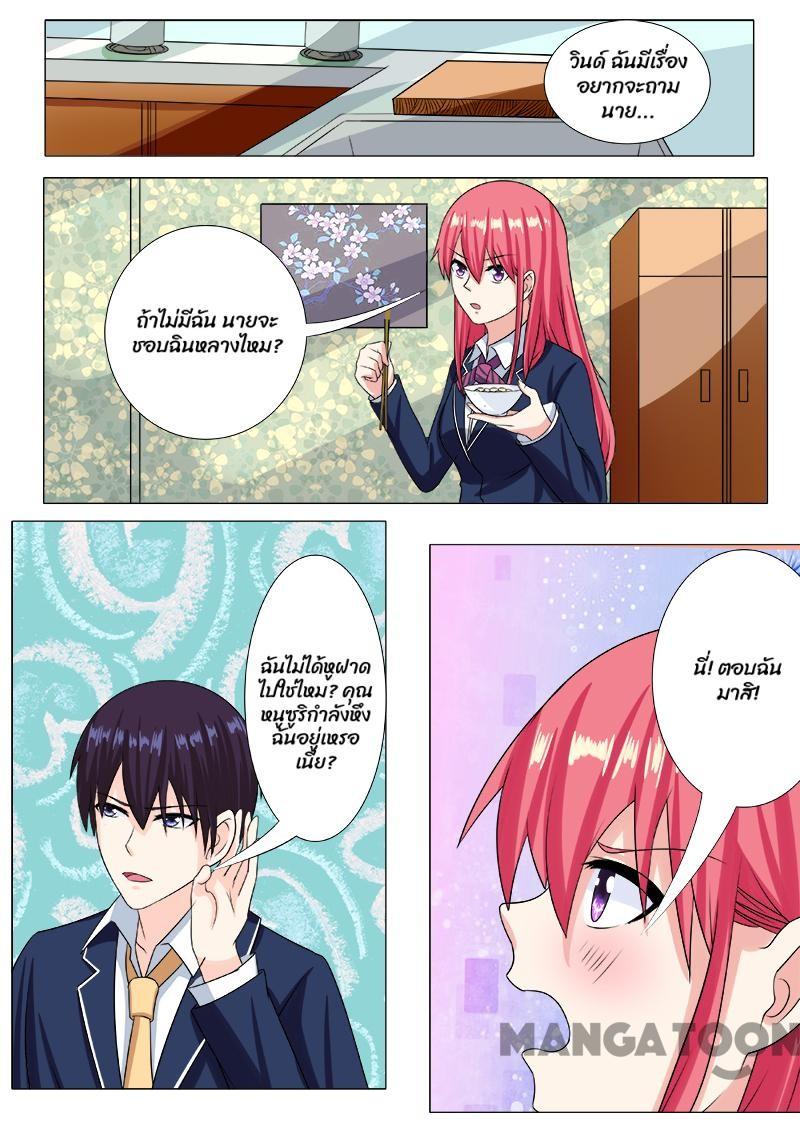 วินด์ ฉันมีเรื่อง
อยากจะถาม
นาย...
ถ้าไม่มีฉัน นายจะ
ชอบฉินหลางไหม?
ฉันไม่ได้หูฝาด
ไปใช่ไหม? คุณ
หนูซูริกำลังหึง
ฉันอยู่เหรอ
เนี่ย?
นี่! ตอบฉัน
มาสิ!
MANGATOON